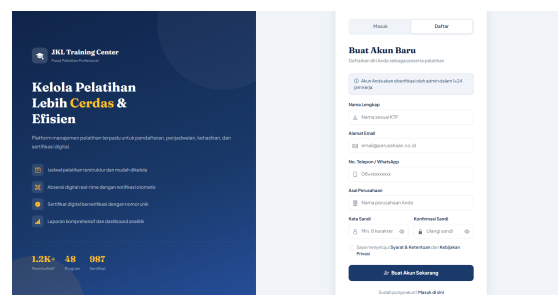 JKL Training Center
Pusat Pelatihan Profesional
Kelola Pelatihan
Lebih Cerdas &
Efisien
Platform manajemen pelatihan terpadu untuk pendaftaran, penjadwalan, kehadiran, dan
sertifikasi digital.
Jadwal pelatihan terstruktur dan mudah dikelola
Absensi digital real-time dengan notifikasi otomatis
Sertifikat digital terverifikasi dengan nomor unik
Laporan komprehensif dan dashboard analitik
1.2K+ 48 987
Peserta Aktif Program Sertifikat
Masuk Daftar
Buat Akun Baru
Daftarkan diri Anda sebagai peserta pelatihan
Akun Anda akan diverifikasi oleh admin dalam 1×24
jam kerja.
Nama Lengkap
Nama sesuai KTP
Alamat Email
email@perusahaan.co.id
No. Telepon / WhatsApp
08xxxxxxxxxx
Asal Perusahaan
Nama perusahaan Anda
Kata Sandi Konfirmasi Sandi
Min. 8 karakter Ulangi sandi
Saya menyetujui Syarat & Ketentuan dan Kebijakan
Privasi
Buat Akun Sekarang
Sudah punya akun? Masuk di sini